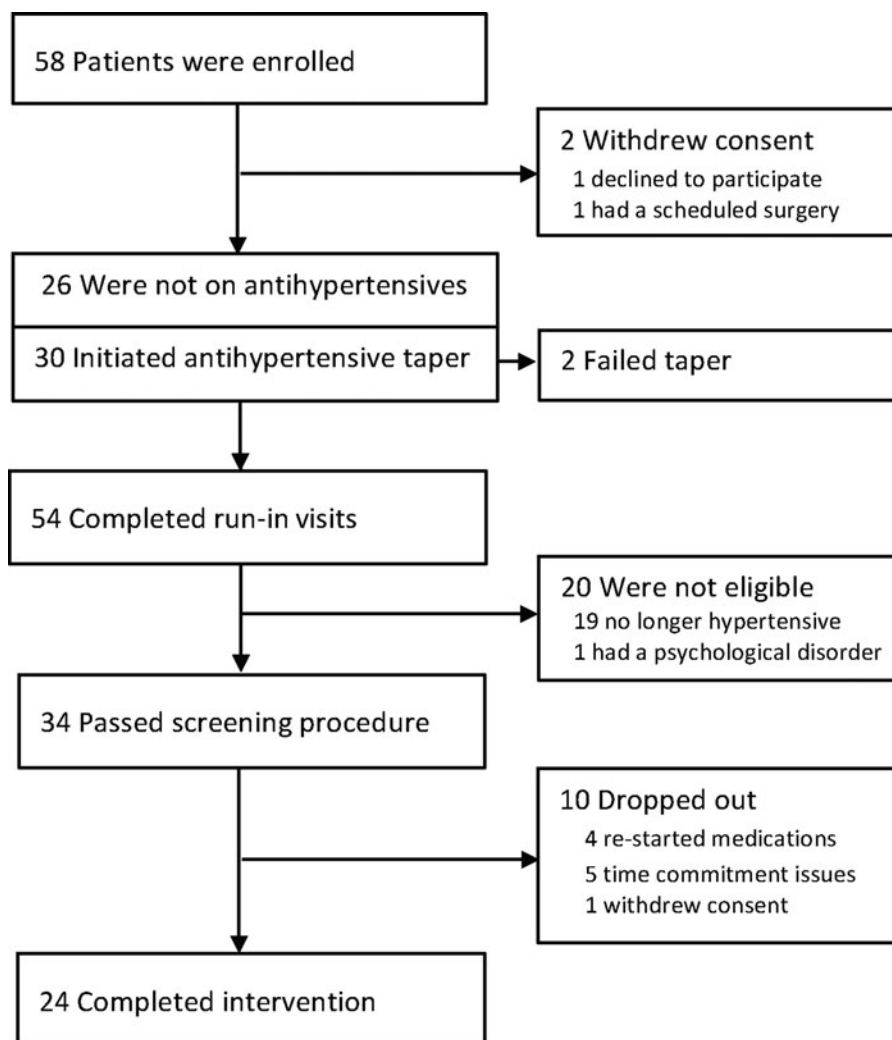 58 Patients were enrolled
2 Withdrew consent
1 declined to participate
1 had a scheduled surgery
26 Were not on antihypertensives
30 Initiated antihypertensive taper
2 Failed taper
54 Completed run-in visits
20 Were not eligible
19 no longer hypertensive
1 had a psychological disorder
34 Passed screening procedure
10 Dropped out
4 re-started medications
5 time commitment issues
1 withdrew consent
24 Completed intervention